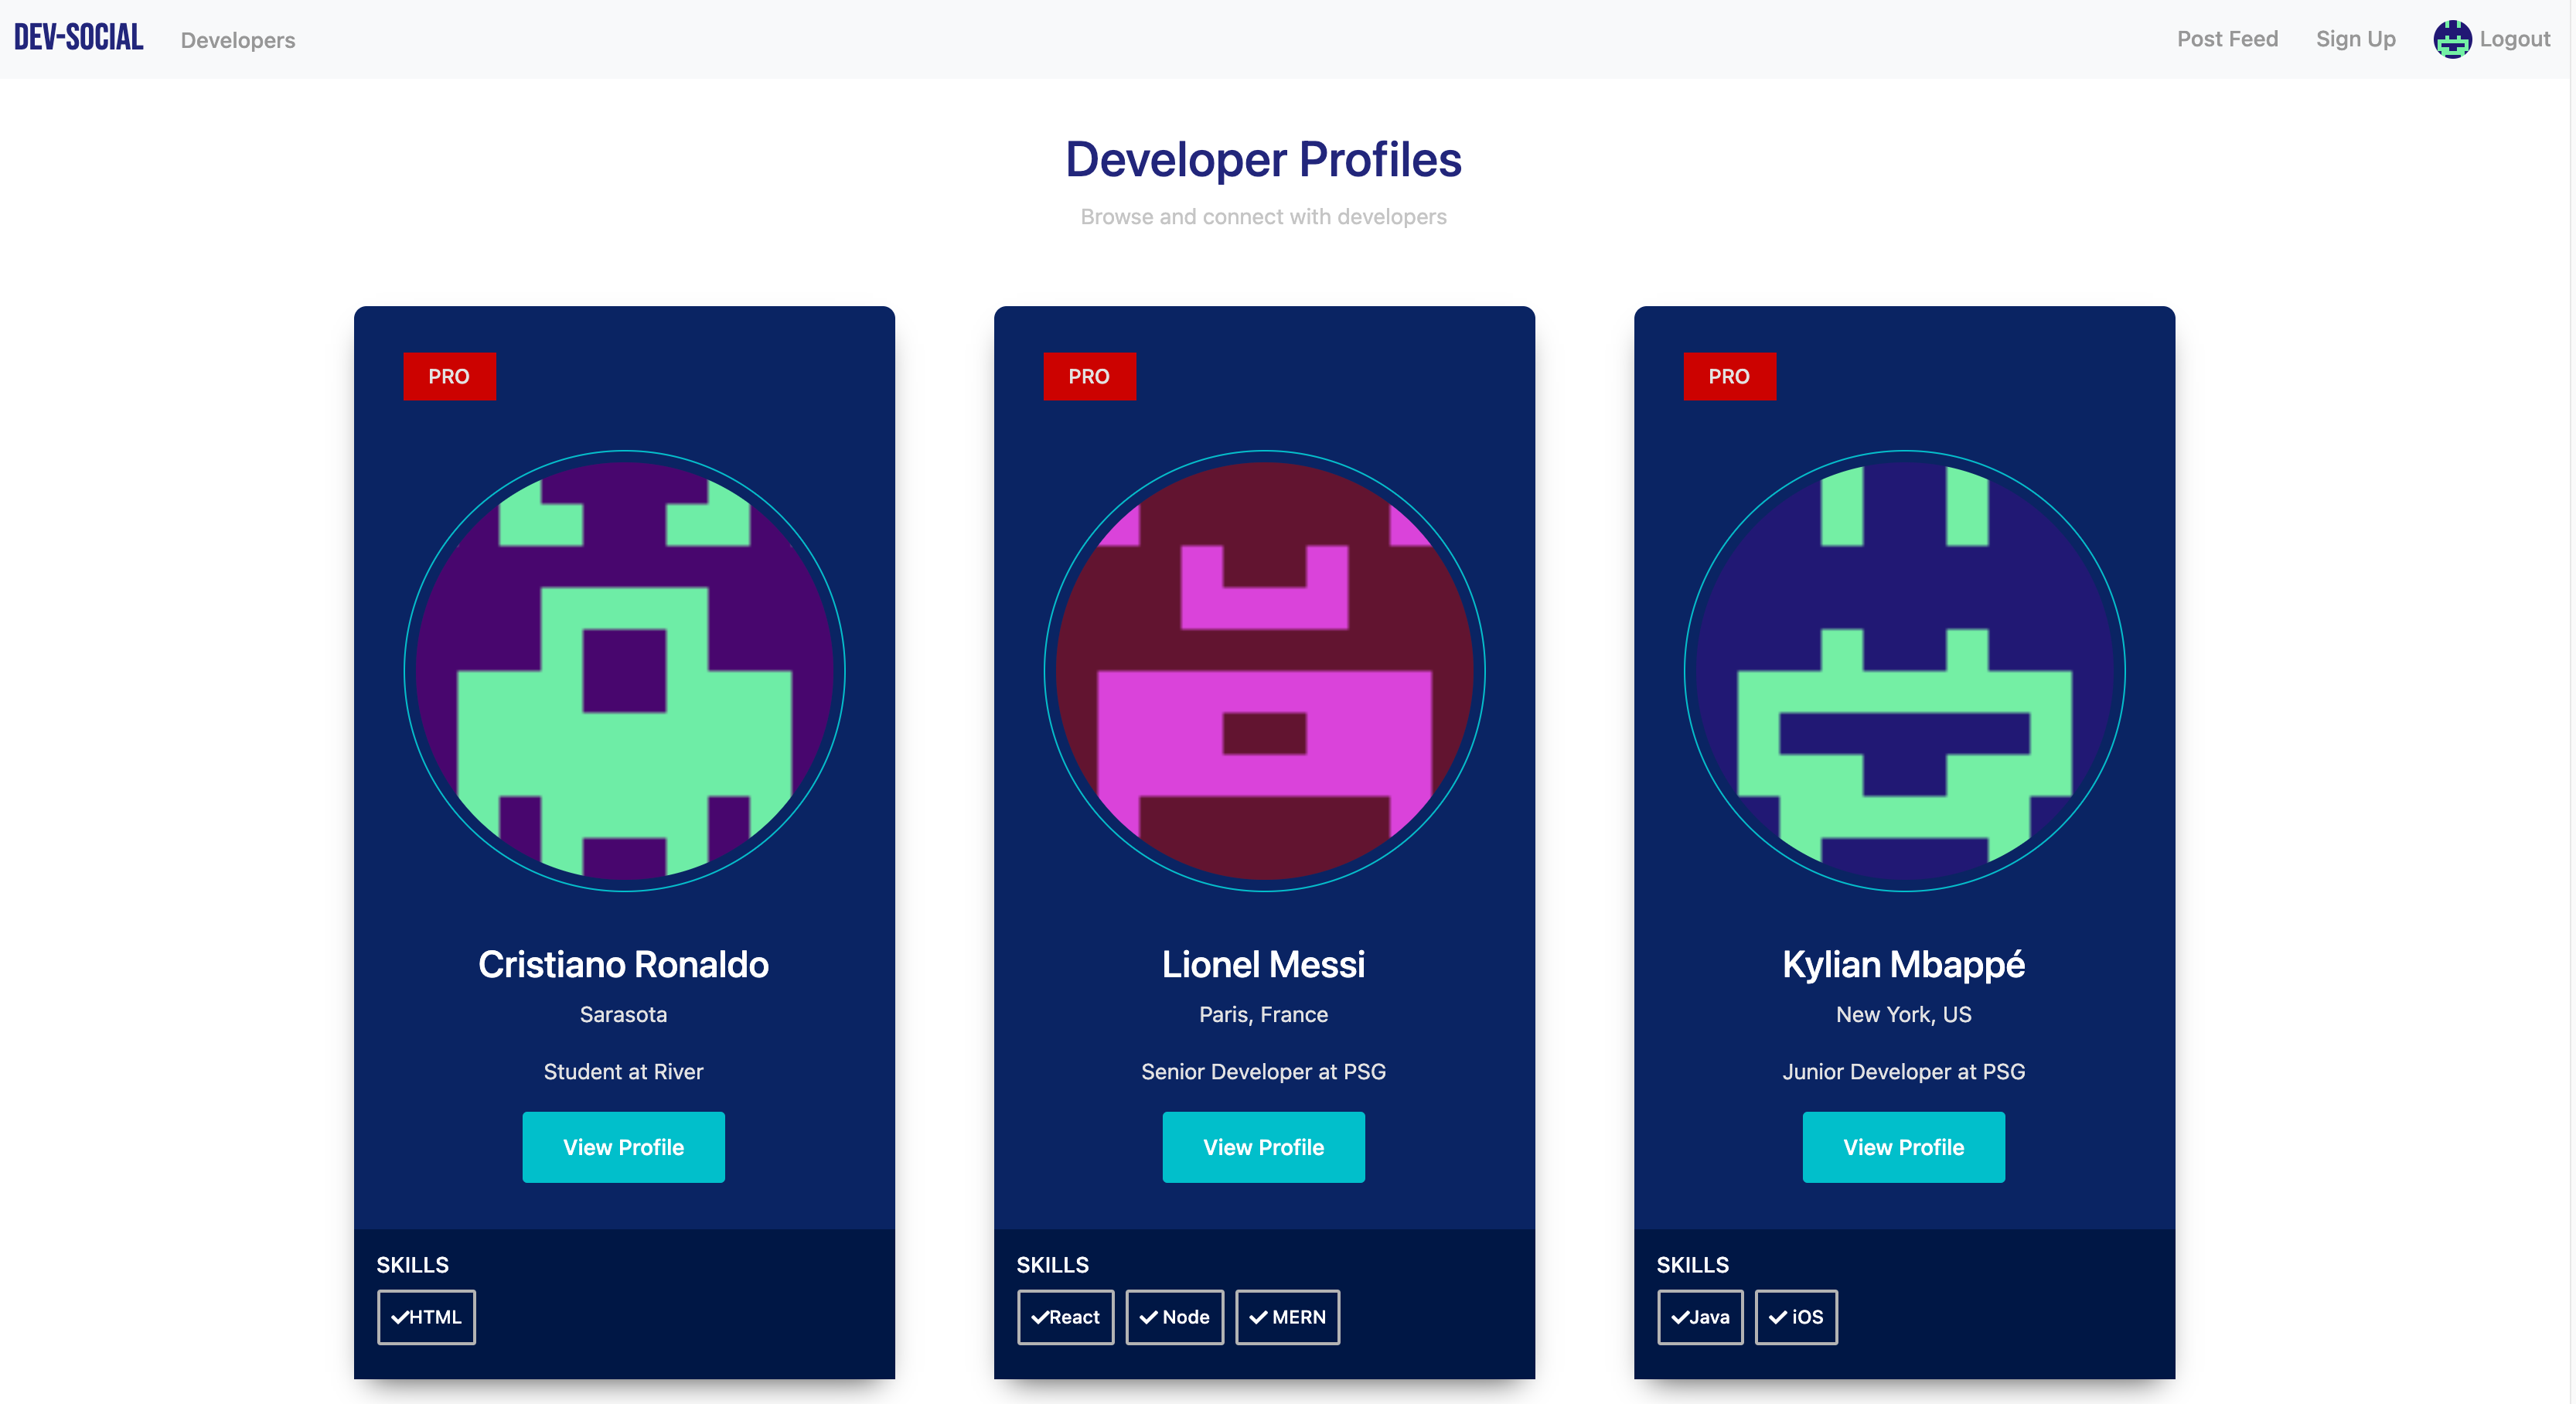 DEV-SOCIAL Developers Post Feed Sign Up Logout
Developer Profiles
Browse and connect with developers
PRO
Cristiano Ronaldo
Sarasota
Student at River
View Profile
SKILLS
HTML
PRO
Lionel Messi
Paris, France
Senior Developer at PSG
View Profile
SKILLS
React Node MERN
PRO
Kylian Mbappé
New York, US
Junior Developer at PSG
View Profile
SKILLS
Java iOS